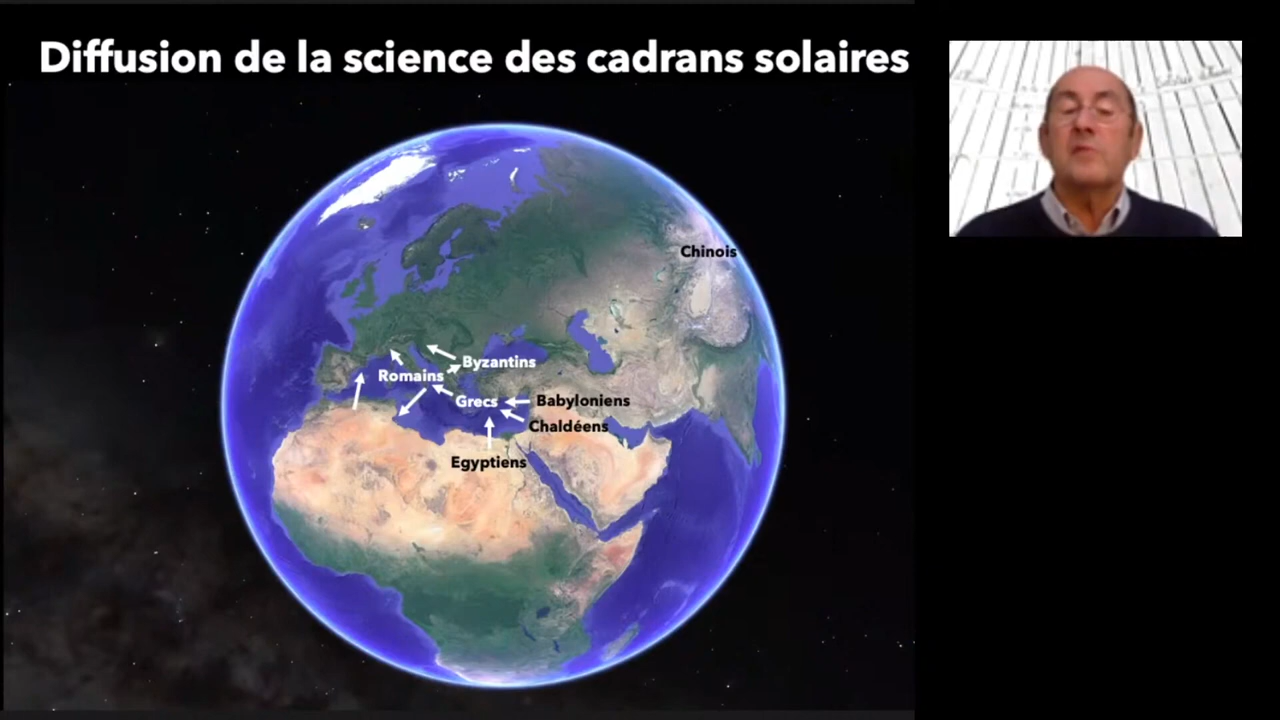 Diffusion de la science des cadrans solaires
Chinois
Byzantins
Romains
Grecs
Babyloniens
Chaldéens
Egyptiens